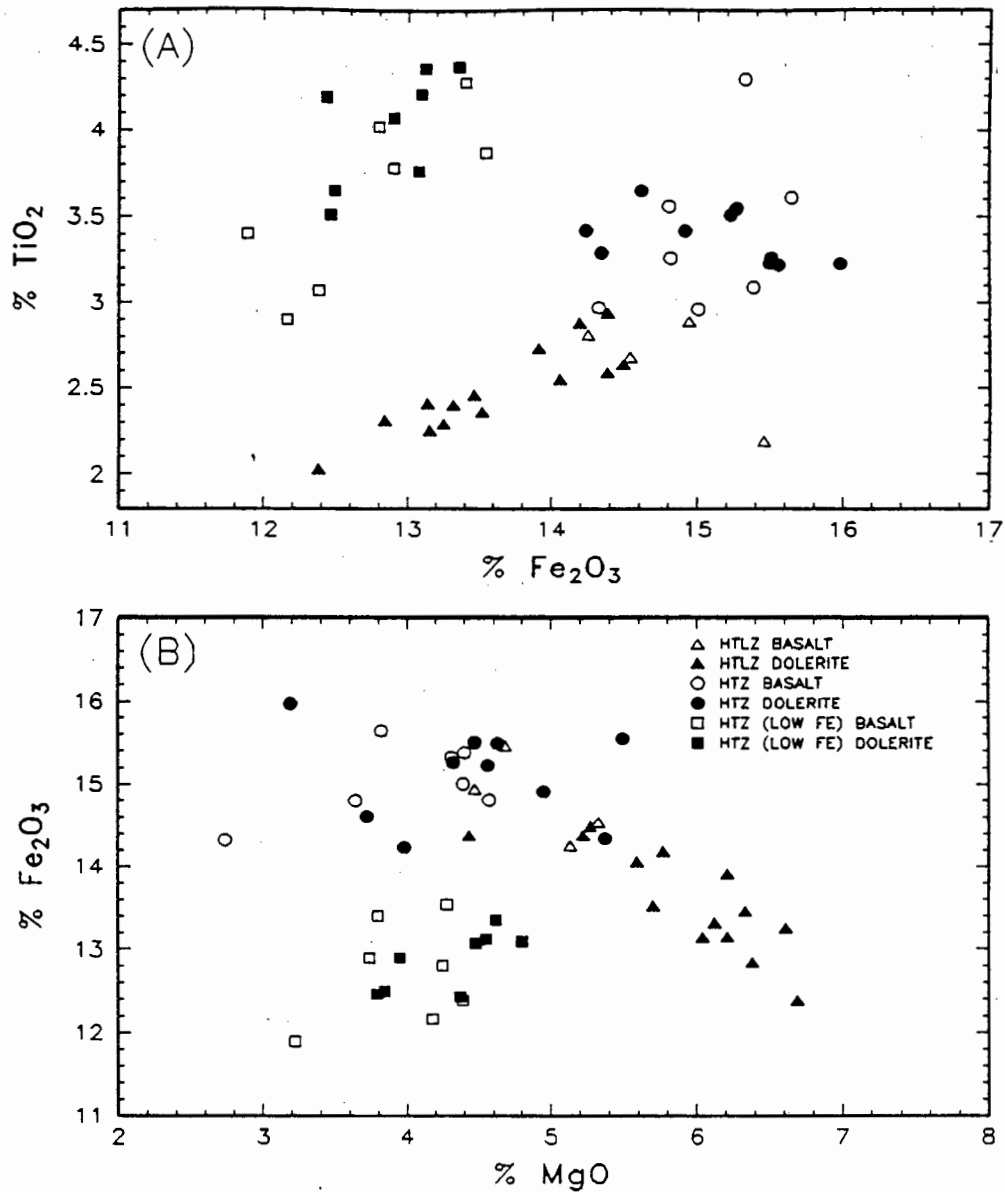 (A)
4.5
4
3.5
3
2.5
2
% TiO2
11 12 13 14 15 16 17
% Fe2O3
(B)
17
16
15
14
13
12
11
% Fe2O3
HTLZ BASALT
HTLZ DOLERITE
HTZ BASALT
HTZ DOLERITE
HTZ (LOW FE) BASALT
HTZ (LOW FE) DOLERITE
2 3 4 5 6 7 8
% MgO